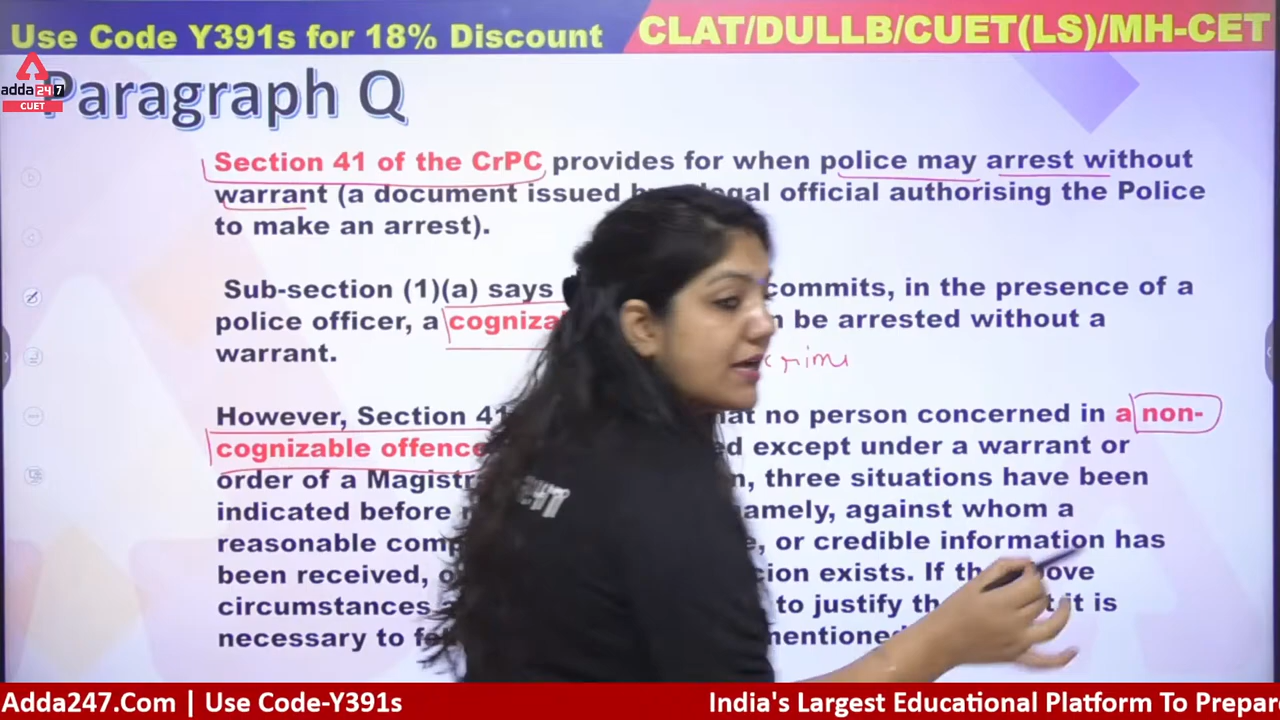 Use Code Y391s for 18% Discount
CLAT/DULLB/CUET(LS)/MH-CET
adda247
CUET
Paragraph Q
Section 41 of the CrPC provides for when police may arrest without
warrant (a document issued legal official authorising the Police
to make an arrest).
Sub-section (1)(a) says commits, in the presence of a
police officer, a be arrested without a
warrant.
crime
However, Section 41 no person concerned in a non-
cognizable offence except under a warrant or
order of a three situations have been
indicated before namely, against whom a
reasonable or credible information has
been received, exists. If
circumstances to justify it is
necessary to
247
Adda247.Com | Use Code-Y391s
India's Largest Educational Platform To